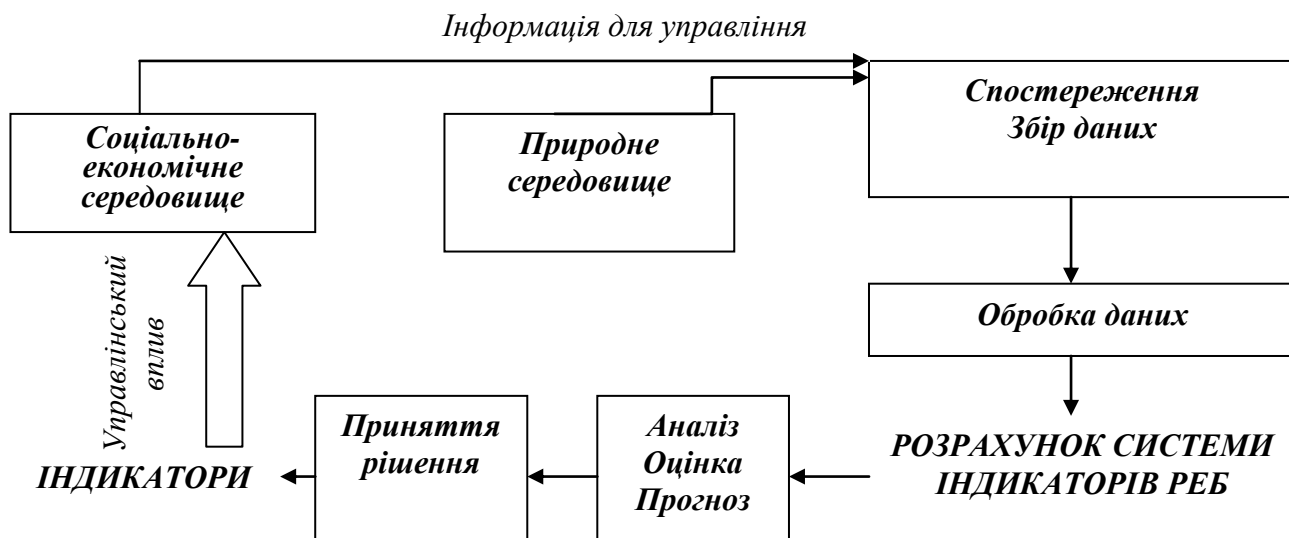 Інформація для управління
Соціально-
економічне
середовище
Природне
середовище
Спостереження
Збір даних
Обробка даних
Управлінський
вплив
ІНДИКАТОРИ
Приняття
рішення
Аналіз
Оцінка
Прогноз
РОЗРАХУНОК СИСТЕМИ
ІНДИКАТОРІВ РЕБ